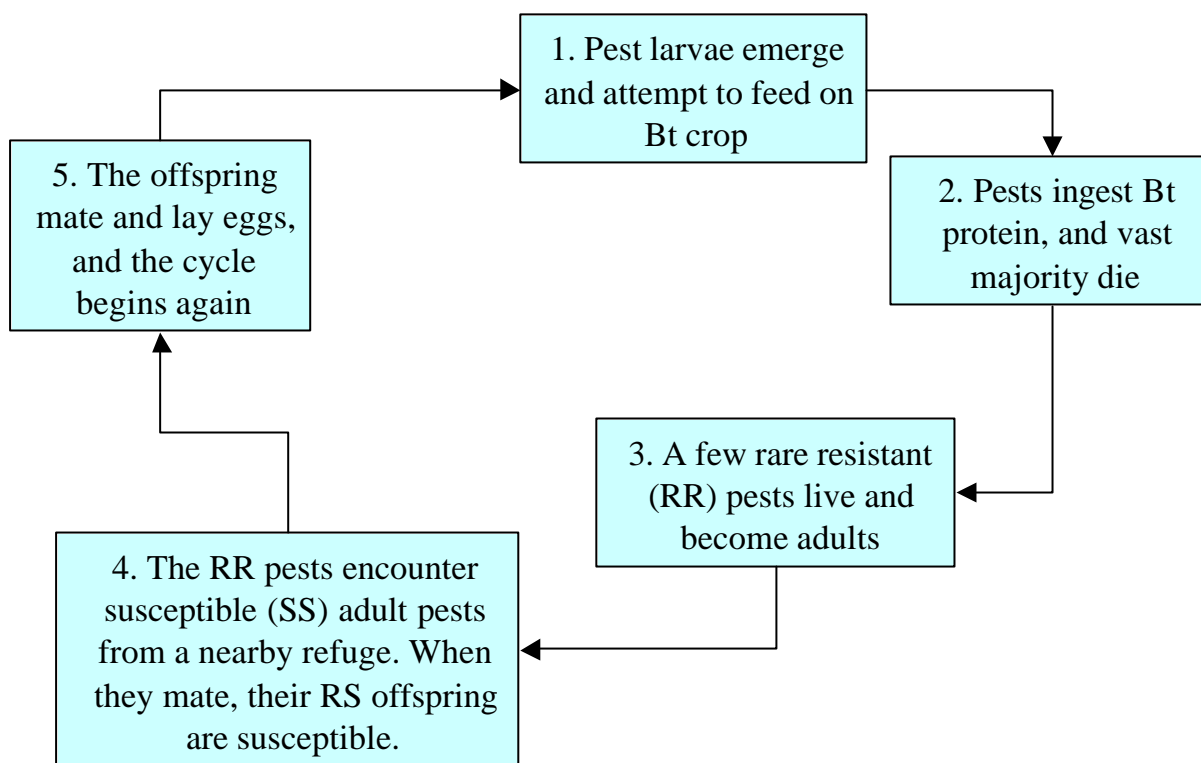 1. Pest larvae emerge
and attempt to feed on
Bt crop
2. Pests ingest Bt
protein, and vast
majority die
3. A few rare resistant
(RR) pests live and
become adults
4. The RR pests encounter
susceptible (SS) adult pests
from a nearby refuge. When
they mate, their RS offspring
are susceptible.
5. The offspring
mate and lay eggs,
and the cycle
begins again